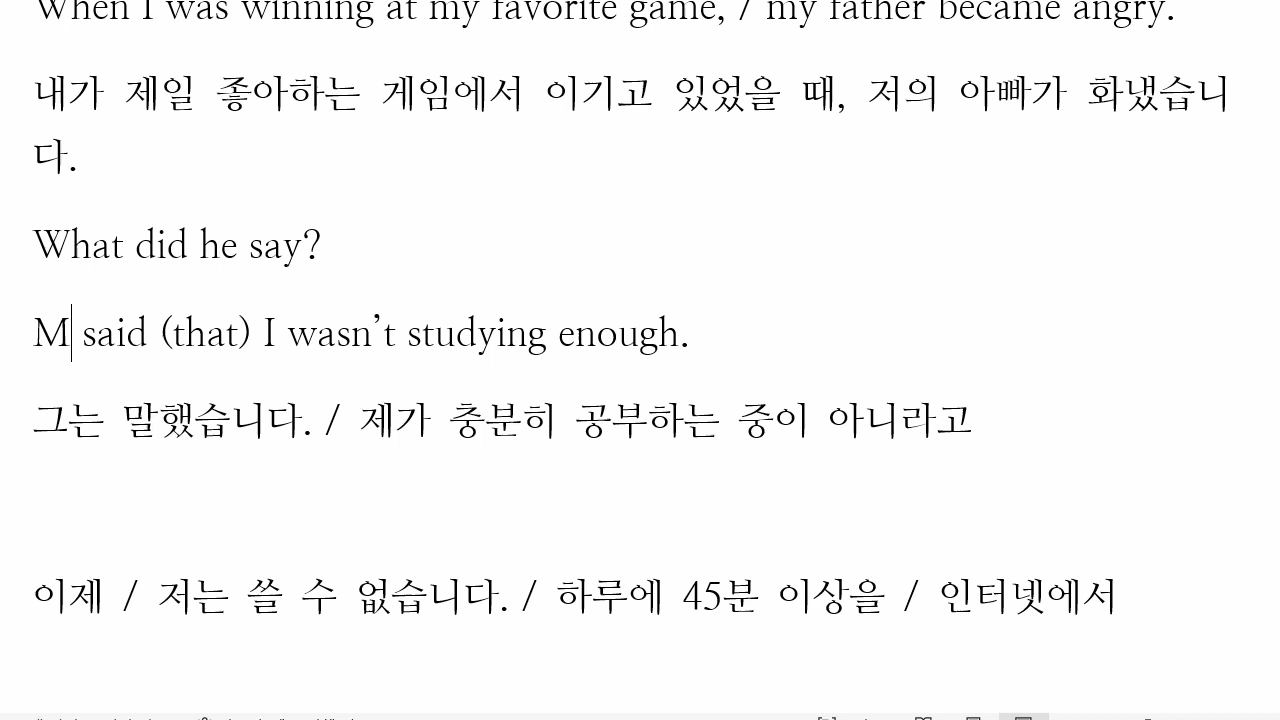 When I was winning at my favorite game, / my father became angry.
내가 제일 좋아하는 게임에서 이기고 있었을 때, 저의 아빠가 화냈습니
다.
What did he say?
M said (that) I wasn’t studying enough.
그는 말했습니다. / 제가 충분히 공부하는 중이 아니라고
이제 / 저는 쓸 수 없습니다. / 하루에 45분 이상을 / 인터넷에서